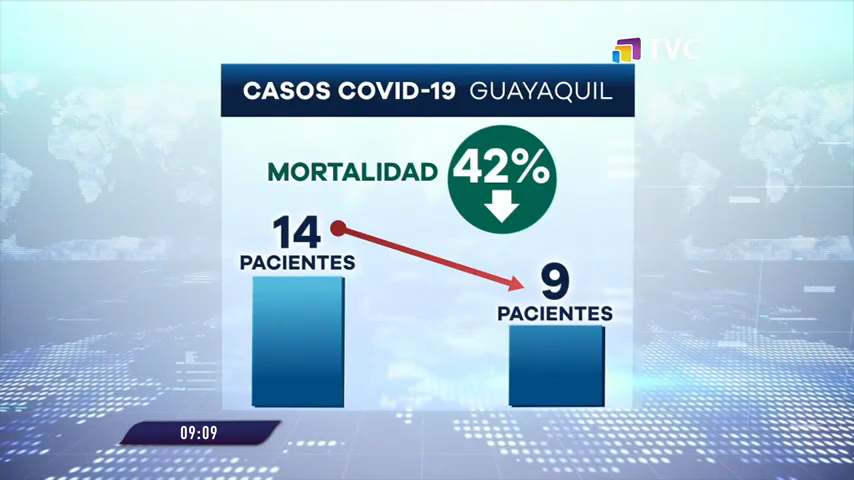 TVC
CASOS COVID-19 GUAYAQUIL
MORTALIDAD 42%
14
PACIENTES
9
PACIENTES
09:09